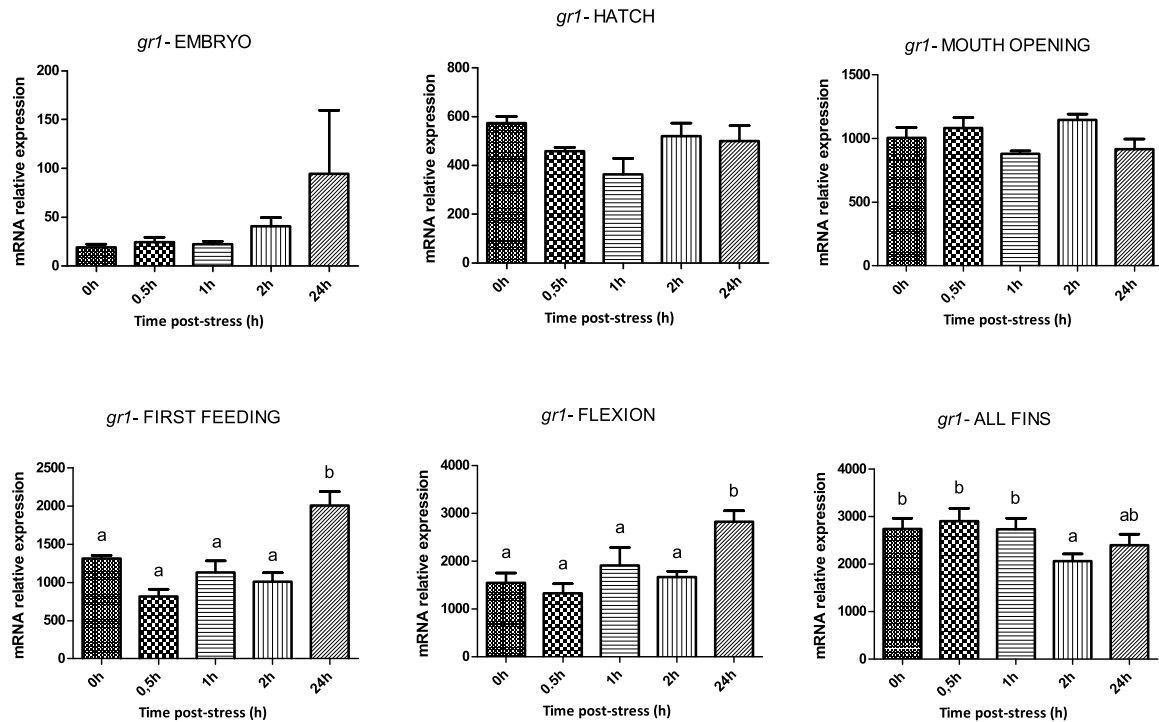 gr1- EMBRYO
mRNA relative expression
200
150
100
50
0
0h
0.5h
1h
2h
24h
Time post-stress (h)
gr1- HATCH
mRNA relative expression
800
600
400
200
0
0h
0,5h
1h
2h
24h
Time post-stress (h)
gr1- MOUTH OPENING
mRNA relative expression
1500
1000
500
0
0h
0,5h
1h
2h
24h
Time post-stress (h)
gr1- FIRST FEEDING
mRNA relative expression
2500
2000
1500
1000
500
0
a
a
a
a
b
0h
0,5h
1h
2h
24h
Time post-stress (h)
gr1- FLEXION
mRNA relative expression
4000
3000
2000
1000
0
a
a
a
a
b
0h
0,5h
1h
2h
24h
Time post-stress (h)
gr1- ALL FINS
mRNA relative expression
4000
3000
2000
1000
0
b
b
b
a
ab
0h
0,5h
1h
2h
24h
Time post-stress (h)